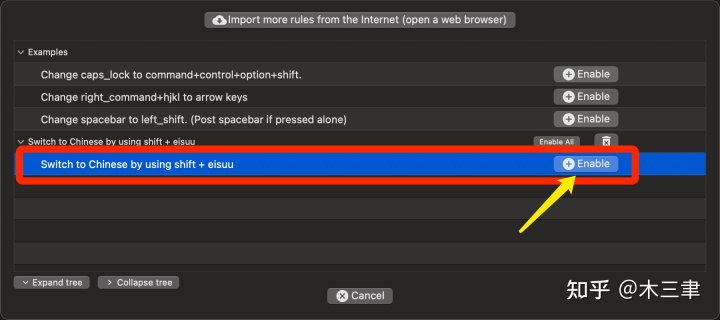 Import more rules from the Internet (open a web browser)
Examples
Change caps_lock to command+control+option+shift.
Enable
Change right_command+hjkl to arrow keys
Enable
Change spacebar to left_shift. (Post spacebar if pressed alone)
Enable
Switch to Chinese by using shift + eisuu
Enable All
Switch to Chinese by using shift + eisuu
Enable
Expand tree
Collapse tree
Cancel
知乎 @木三聿